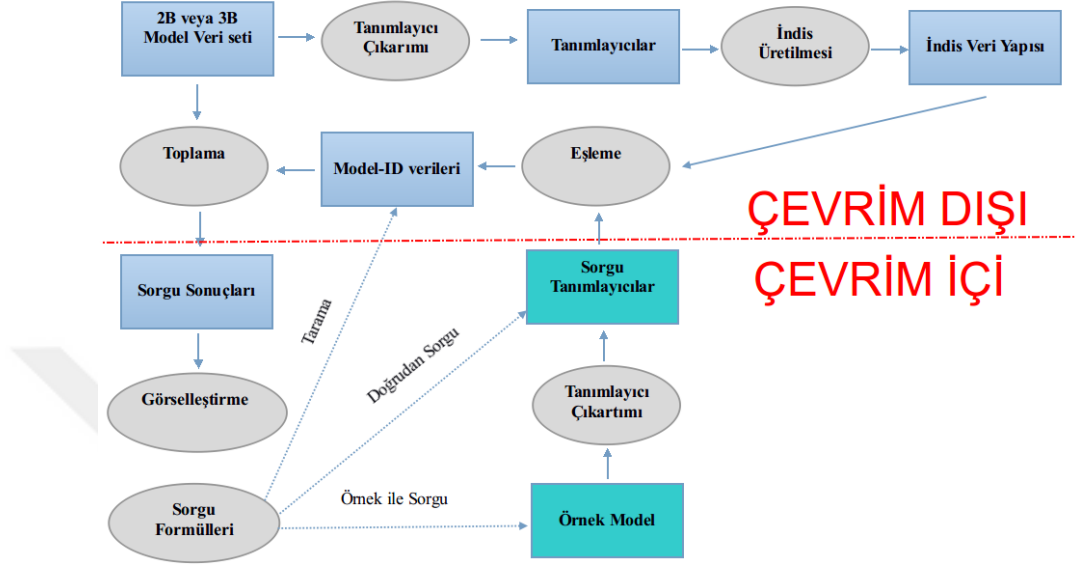 2B veya 3B
Model Veri seti
Tanımlayıcı
Çıkarımı
Tanımlayıcılar
İndis
Üretilmesi
İndis Veri Yapısı
Toplama
Model-ID verileri
Eşleme
ÇEVRİM DIŞI
ÇEVRİM İÇİ
Sorgu Sonuçları
Sorgu
Tanımlayıcılar
Tarama
Doğrudan Sorgu
Görselleştirme
Tanımlayıcı
Çıkartımı
Örnek ile Sorgu
Sorgu
Formülleri
Örnek Model